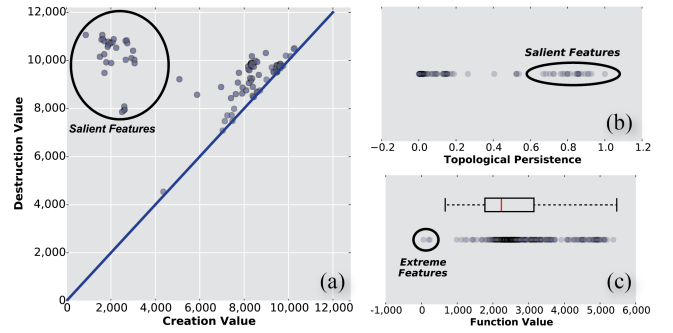 12,000
10,000
8,000
6,000
4,000
2,000
0
Destruction Value
Salient Features
(a)
0
2,000
4,000
6,000
8,000
10,000
12,000
Creation Value
Salient Features
(b)
−0.2
0.0
0.2
0.4
0.6
0.8
1.0
1.2
Topological Persistence
Extreme
Features
(c)
-1,000
0
1,000
2,000
3,000
4,000
5,000
6,000
Function Value